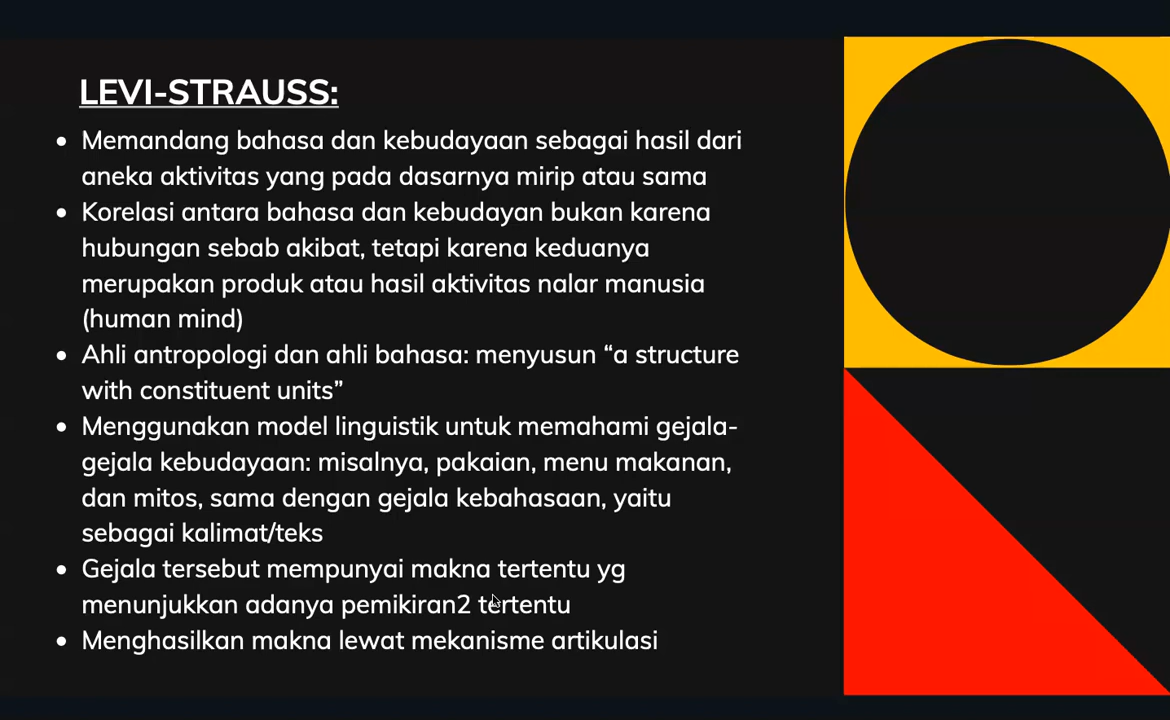 LEVI-STRAUSS:
• Memandang bahasa dan kebudayaan sebagai hasil dari
aneka aktivitas yang pada dasarnya mirip atau sama
• Korelasi antara bahasa dan kebudayan bukan karena
hubungan sebab akibat, tetapi karena keduanya
merupakan produk atau hasil aktivitas nalar manusia
(human mind)
• Ahli antropologi dan ahli bahasa: menyusun “a structure
with constituent units”
• Menggunakan model linguistik untuk memahami gejala-
gejala kebudayaan: misalnya, pakaian, menu makanan,
dan mitos, sama dengan gejala kebahasaan, yaitu
sebagai kalimat/teks
• Gejala tersebut mempunyai makna tertentu yg
menunjukkan adanya pemikiran2 tertentu
• Menghasilkan makna lewat mekanisme artikulasi